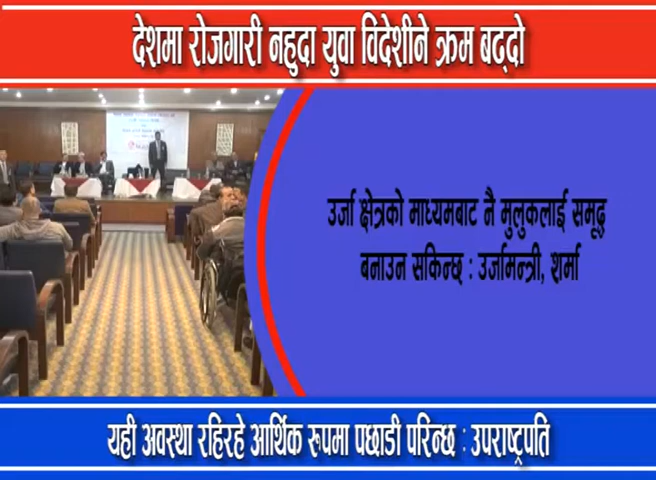 देशमा रोजगारी नहुदा युवा विदेशीने क्रम बढ्दो
उर्जा क्षेत्रको माध्यमबाट नै मुलुकलाई समृद्ध
बनाउन सकिन्छ : उर्जामन्त्री, शर्मा
यही अवस्था रहिरहे आर्थिक रुपमा पछाडी परिन्छ : उपराष्ट्रपति